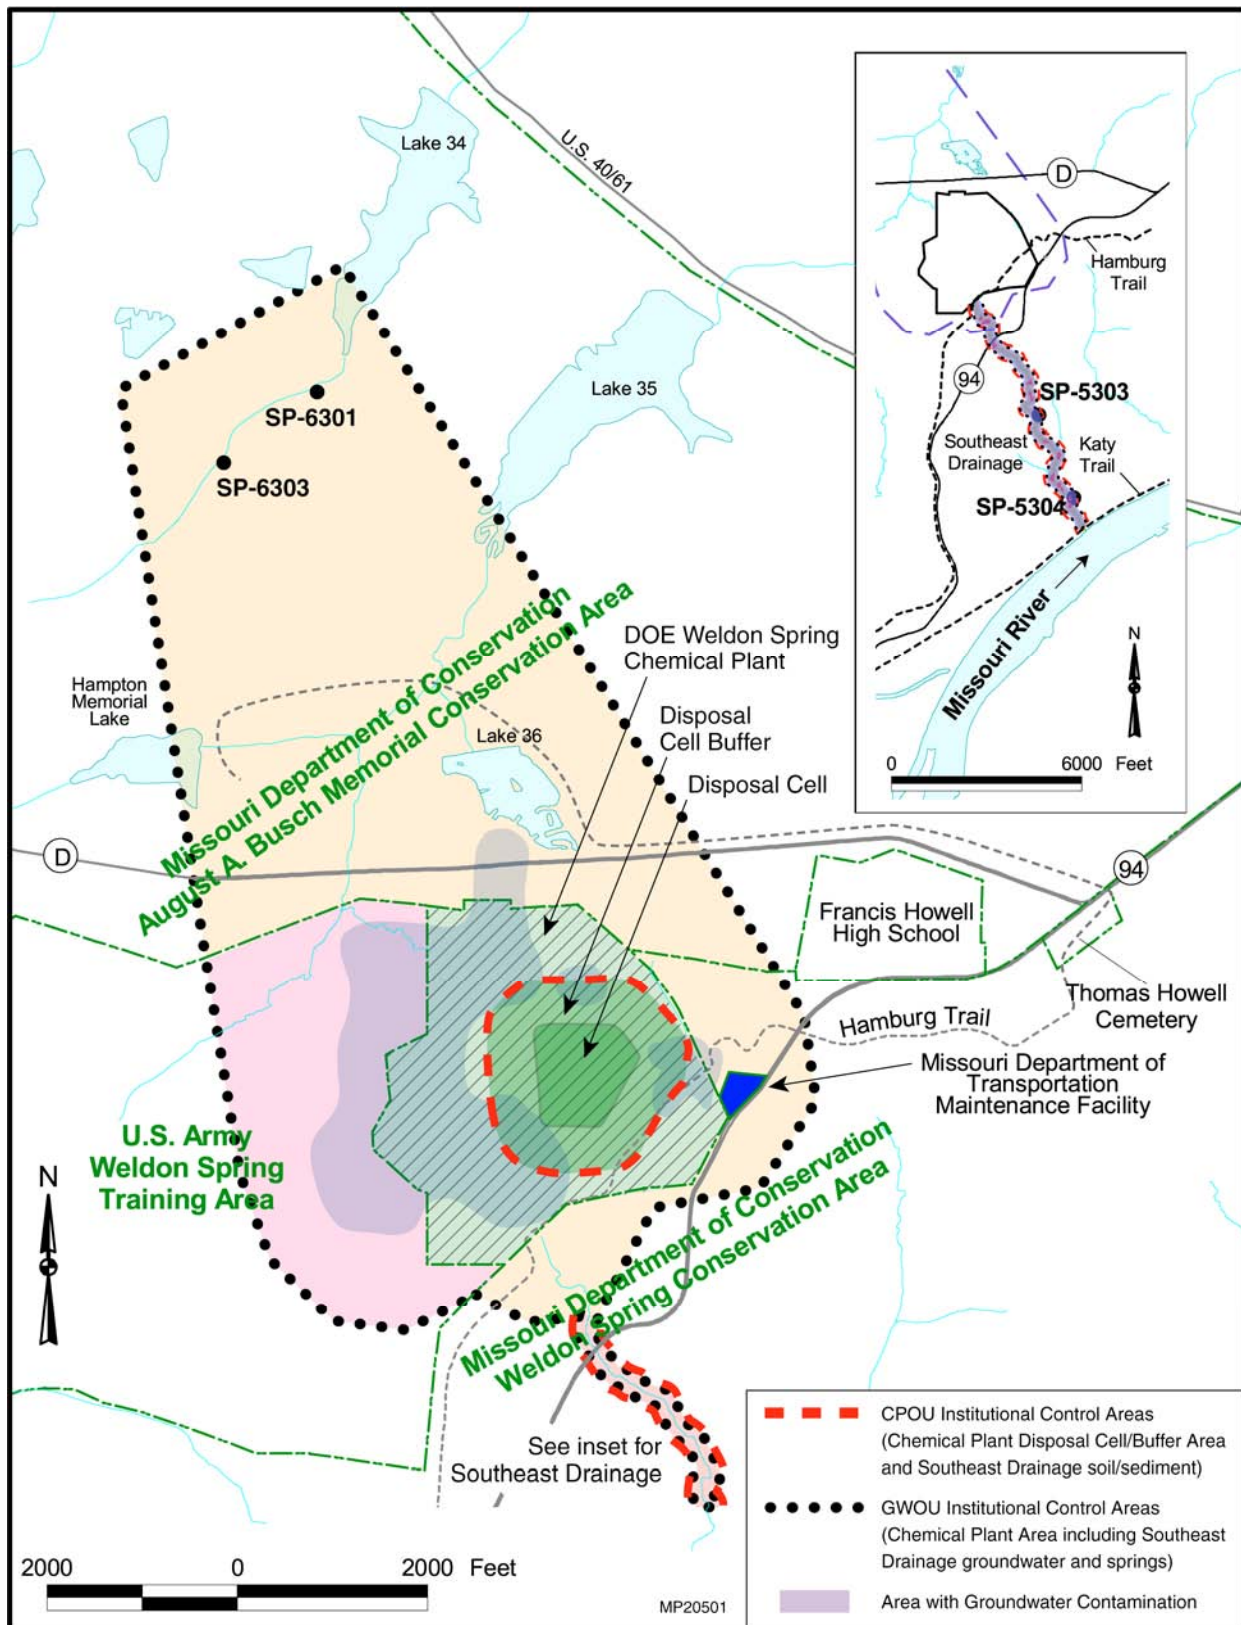 Lake 34
U.S. 40/61
Lake 35
SP-6301
SP-6303
Missouri Department of Conservation
August A. Busch Memorial Conservation Area
DOE Weldon Spring
Chemical Plant
Hampton
Memorial
Lake
Lake 36
Disposal
Cell Buffer
Disposal Cell
D
94
Francis Howell
High School
Thomas Howell
Cemetery
Hamburg Trail
Missouri Department of
Transportation
Maintenance Facility
U.S. Army
Weldon Spring
Training Area
N
Missouri Department of Conservation
Weldon Spring Conservation Area
See inset for
Southeast Drainage
2000 0 2000 Feet
MP20501
D
Hamburg
Trail
94
SP-5303
Southeast
Drainage
Katy
Trail
SP-5304
Missouri River
N
0 6000 Feet
CPOU Institutional Control Areas
(Chemical Plant Disposal Cell/Buffer Area
and Southeast Drainage soil/sediment)
GWOU Institutional Control Areas
(Chemical Plant Area including Southeast
Drainage groundwater and springs)
Area with Groundwater Contamination